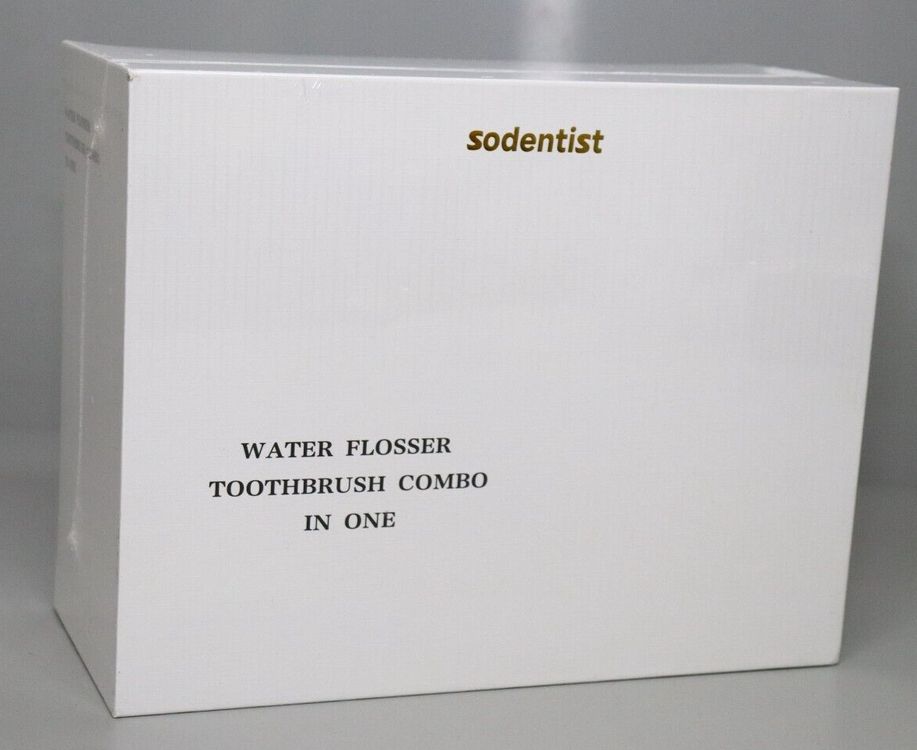 sodentist
WATER FLOSSER
TOOTHBRUSH COMBO
IN ONE